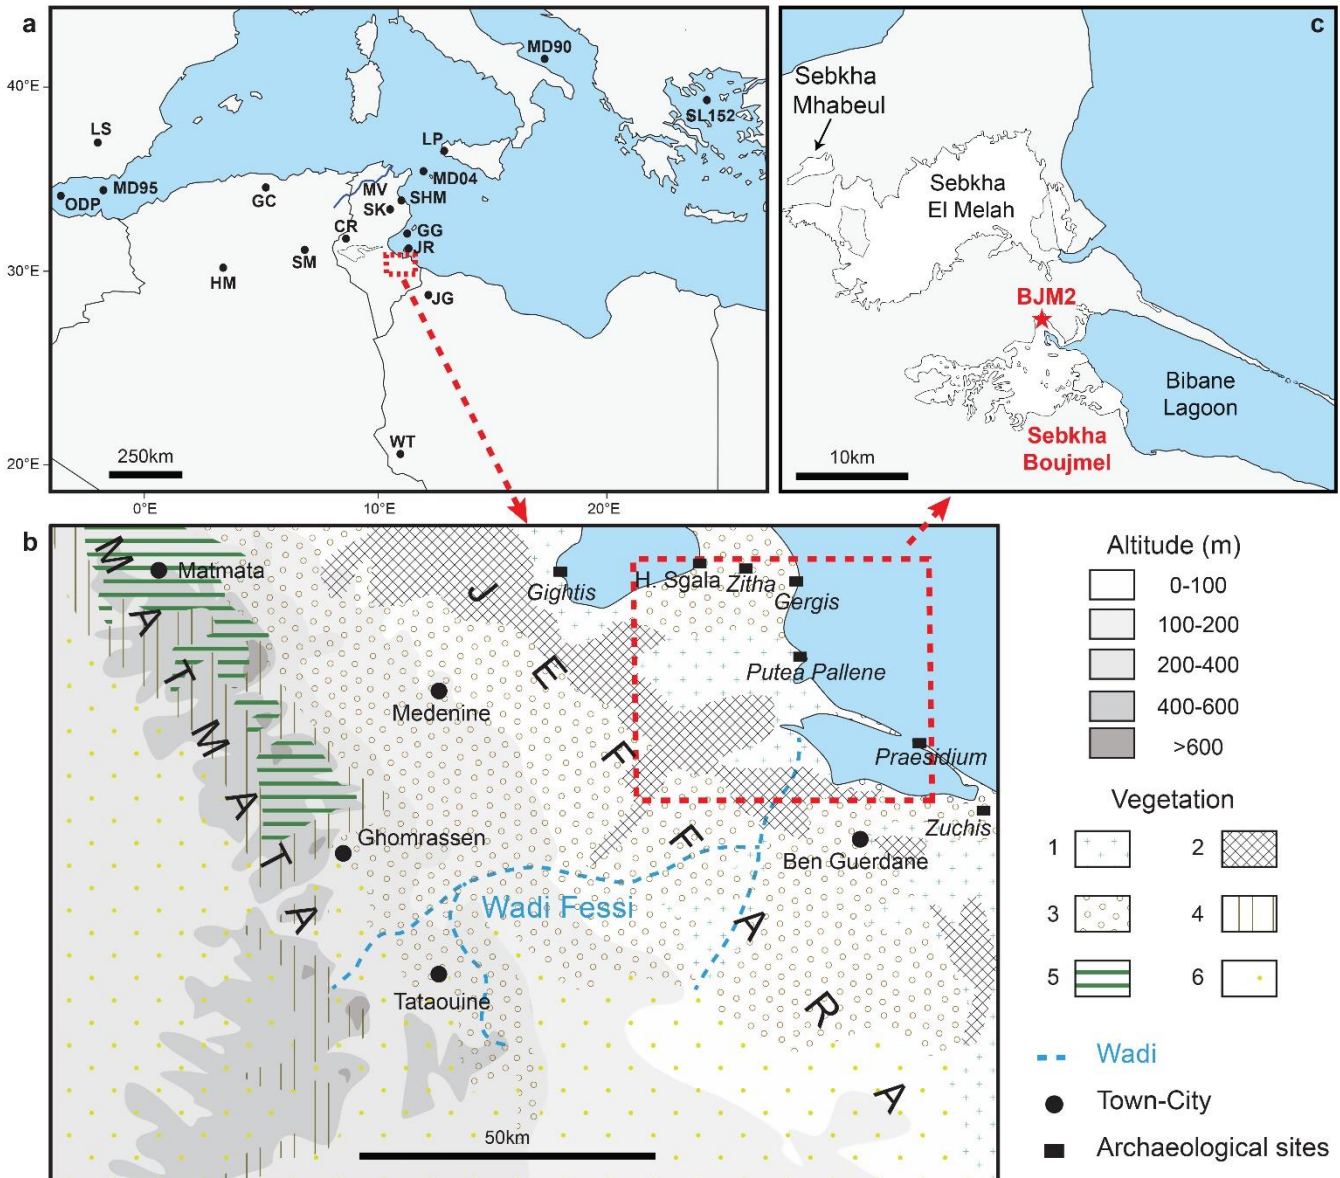 a
MD90
40°E
SL152
LS
LP
MD95
MD04
ODP
GC
MV
SHM
SK
CR
GG
JR
SM
30°E
HM
JG
WT
250km
20°E
0°E
10°E
20°E
c
Sebkha
Mhabeul
Sebkha
El Melah
BJM2
Bibane
Lagoon
Sebkha
Boujmel
10km
b
Matmata
MATMATA
JEFFARA
Gightis
H. Sgala
Zitha
Gergis
Medenine
Putea Pallene
Praesidium
Zuchis
Ghomrassen
Ben Guerdane
Wadi Fessi
Tataouine
50km
Altitude (m)
0-100
100-200
200-400
400-600
>600
Vegetation
1
2
3
4
5
6
Wadi
Town-City
Archaeological sites